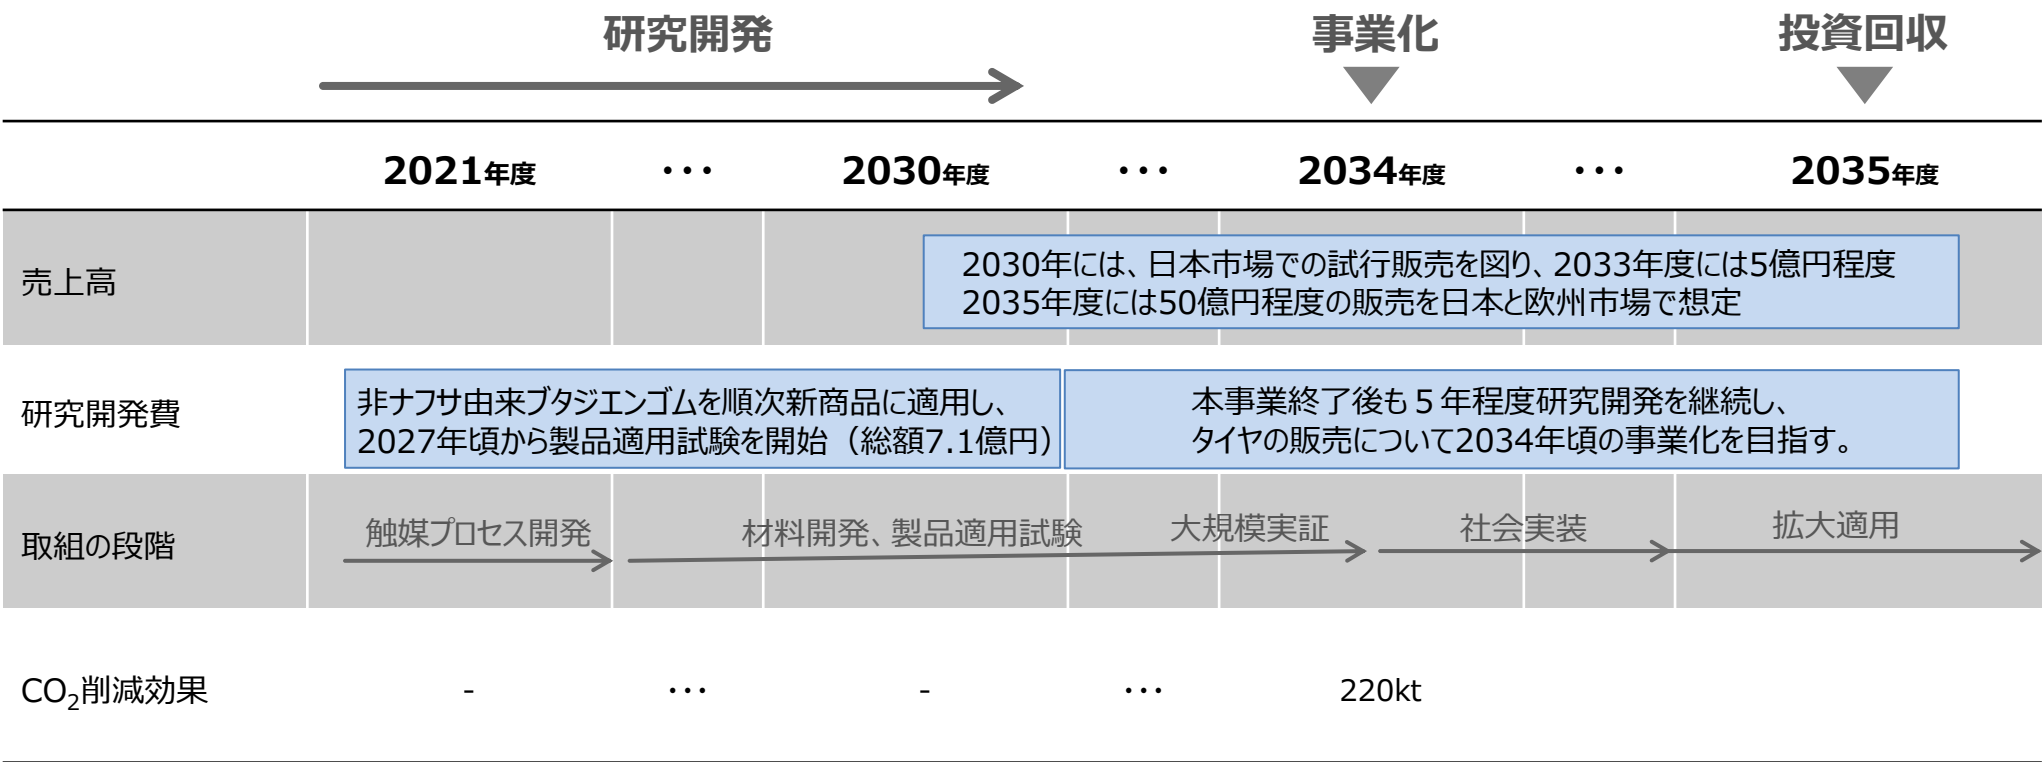 研究開発 事業化 投資回収
2021年度 ・・・ 2030年度 ・・・ 2034年度 ・・・ 2035年度
売上高
2030年には、日本市場での試行販売を図り、2033年度には5億円程度
2035年度には50億円程度の販売を日本と欧州市場で想定
研究開発費
非ナフサ由来ブタジエンゴムを順次新商品に適用し、
2027年頃から製品適用試験を開始（総額7.1億円）
本事業終了後も５年程度研究開発を継続し、
タイヤの販売について2034年頃の事業化を目指す。
取組の段階
触媒プロセス開発 材料開発、製品適用試験 大規模実証 社会実装 拡大適用
CO₂削減効果 - ・・・ - ・・・ 220kt